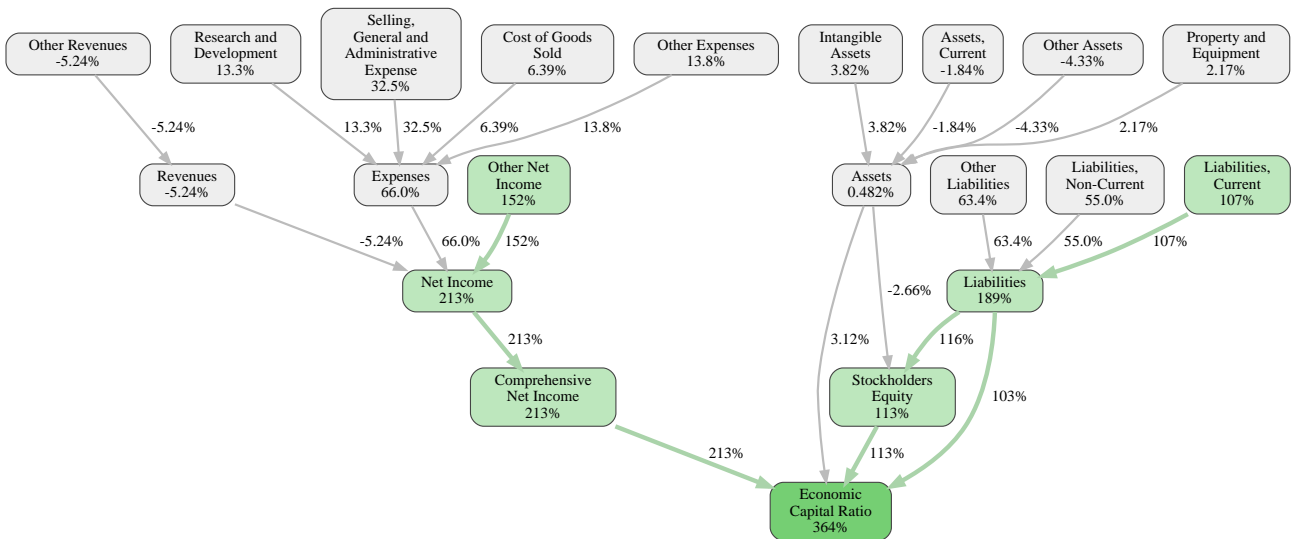 Other Revenues
-5.24%
Research and
Development
13.3%
Selling,
General and
Administrative
Expense
32.5%
Cost of Goods
Sold
6.39%
Other Expenses
13.8%
Intangible
Assets
3.82%
Assets,
Current
-1.84%
Other Assets
-4.33%
Property and
Equipment
2.17%
-5.24%
13.3%
32.5%
6.39%
13.8%
3.82%
-1.84%
-4.33%
2.17%
Revenues
-5.24%
Expenses
66.0%
Other Net
Income
152%
Assets
0.482%
Other
Liabilities
63.4%
Liabilities,
Non-Current
55.0%
Liabilities,
Current
107%
-5.24%
66.0%
152%
63.4%
55.0%
107%
Net Income
213%
-2.66%
Liabilities
189%
213%
3.12%
116%
Comprehensive
Net Income
213%
Stockholders
Equity
113%
103%
213%
113%
Economic
Capital Ratio
364%